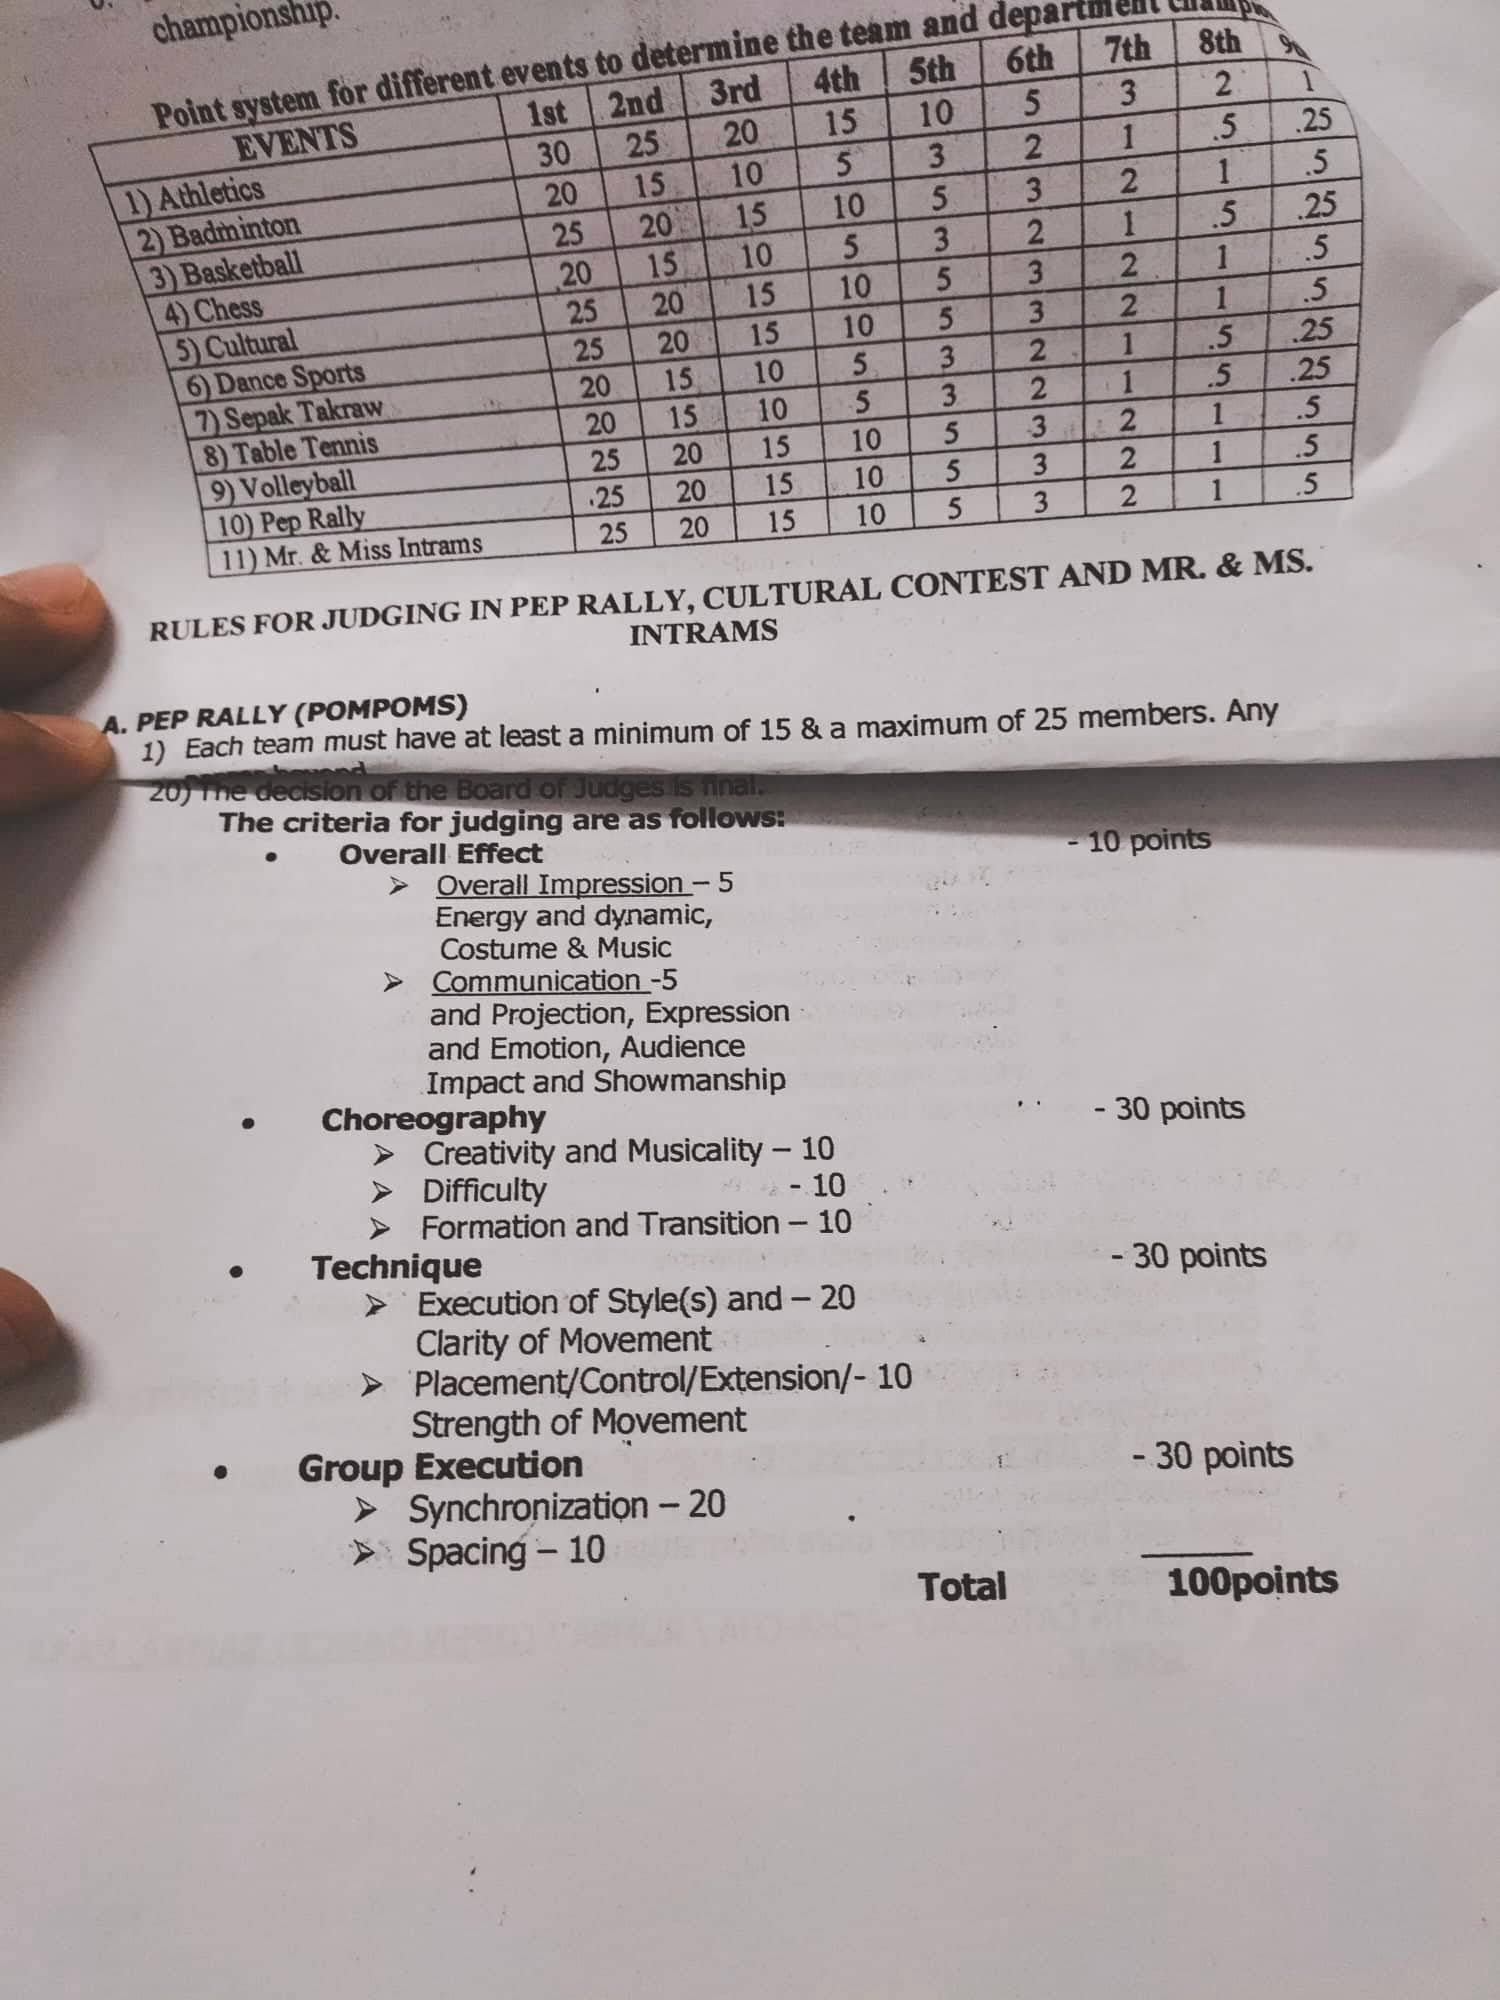 championship.
Point system for different events to determine the team and department
EVENTS 1st 2nd 3rd 4th 5th 6th 7th 8th
1) Athletics 30 25 20 15 10 5 3 2 1
2) Badminton 20 15 10 5 3 2 1 .5 .25
3) Basketball 25 20 15 10 5 3 2 1 .5
4) Chess 20 15 10 5 3 2 1 .5 .25
5) Cultural 25 20 15 10 5 3 2 1 .5
6) Dance Sports 25 20 15 10 5 3 2 1 .5
7) Sepak Takraw 20 15 10 5 3 2 1 .5 .25
8) Table Tennis 20 15 10 5 3 2 1 .5 .25
9) Volleyball 25 20 15 10 5 3 2 1 .5
10) Pep Rally 25 20 15 10 5 3 2 1 .5
11) Mr. & Miss Intrams 25 20 15 10 5 3 2 1 .5
RULES FOR JUDGING IN PEP RALLY, CULTURAL CONTEST AND MR. & MS.
INTRAMS
A. PEP RALLY (POMPOMS)
1) Each team must have at least a minimum of 15 & a maximum of 25 members. Any
20) The decision of the Board of Judges is final.
The criteria for judging are as follows:
• Overall Effect - 10 points
➢ Overall Impression – 5
Energy and dynamic,
Costume & Music
➢ Communication -5
and Projection, Expression
and Emotion, Audience
Impact and Showmanship
• Choreography - 30 points
➢ Creativity and Musicality – 10
➢ Difficulty - 10
➢ Formation and Transition – 10
• Technique - 30 points
➢ Execution of Style(s) and – 20
Clarity of Movement
➢ Placement/Control/Extension/- 10
Strength of Movement
• Group Execution - 30 points
➢ Synchronization – 20
➢ Spacing – 10
Total 100points